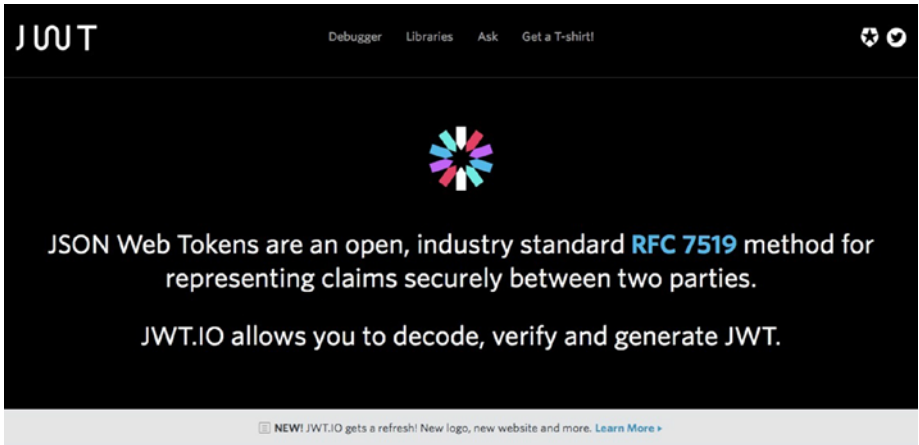 JWT
Debugger Libraries Ask Get a T-shirt!
JSON Web Tokens are an open, industry standard RFC 7519 method for
representing claims securely between two parties.
JWT.IO allows you to decode, verify and generate JWT.
NEW! JWT.IO gets a refresh! New logo, new website and more. Learn More ▸